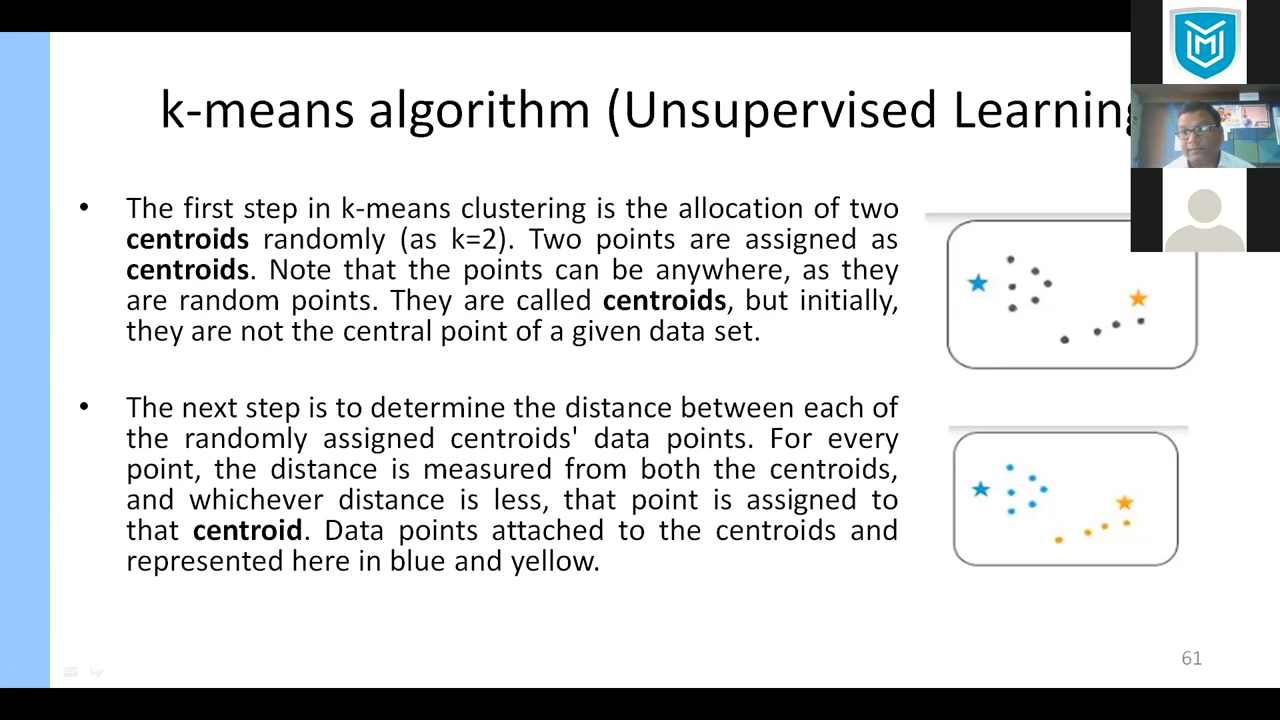 k-means algorithm (Unsupervised Learning
• The first step in k-means clustering is the allocation of two
centroids randomly (as k=2). Two points are assigned as
centroids. Note that the points can be anywhere, as they
are random points. They are called centroids, but initially,
they are not the central point of a given data set.
• The next step is to determine the distance between each of
the randomly assigned centroids' data points. For every
point, the distance is measured from both the centroids,
and whichever distance is less, that point is assigned to
that centroid. Data points attached to the centroids and
represented here in blue and yellow.
61